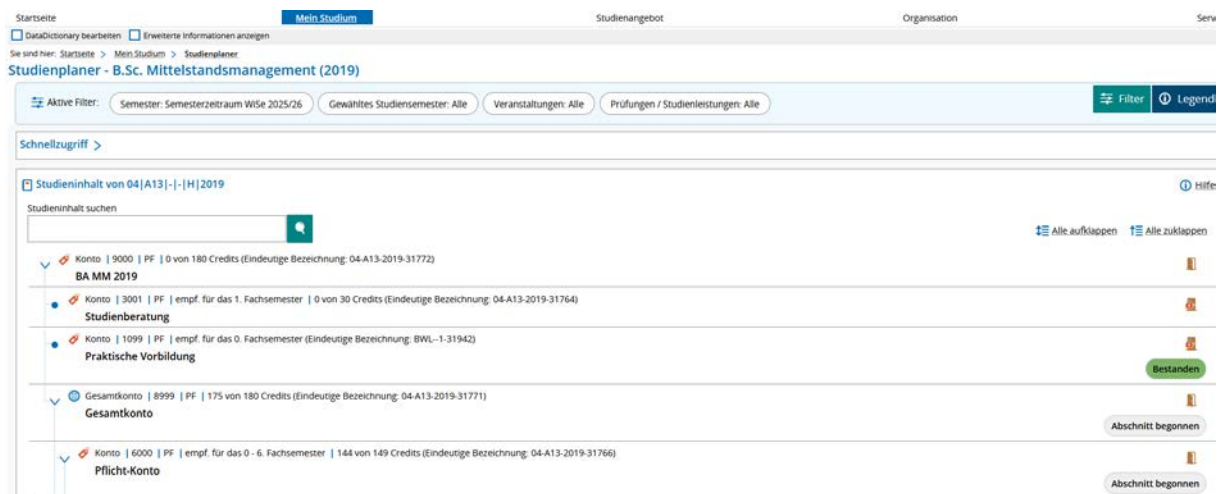 Startseite Mein Studium Studienangebot Organisation Serv
DataDictionary bearbeiten Erweiterte Informationen anzeigen
Sie sind hier: Startseite > Mein Studium > Studienplaner
Studienplaner - B.Sc. Mittelstandsmanagement (2019)
Aktive Filter: Semester: Semesterzeitraum WiSe 2025/26 Gewähltes Studiensemester: Alle Veranstaltungen: Alle Prüfungen / Studienleistungen: Alle Filter Legend
Schnellzugriff >
Studieninhalt von 04|A13|-|-|H|2019 Hilfe
Studieninhalt suchen
Alle aufklappen Alle zuklappen
Konto | 9000 | PF | 0 von 180 Credits (Eindeutige Bezeichnung: 04-A13-2019-31772)
BA MM 2019
Konto | 3001 | PF | empf. für das 1. Fachsemester | 0 von 30 Credits (Eindeutige Bezeichnung: 04-A13-2019-31764)
Studienberatung
Konto | 1099 | PF | empf. für das 0. Fachsemester (Eindeutige Bezeichnung: BWL--1-31942)
Praktische Vorbildung
Bestanden
Gesamtkonto | 8999 | PF | 175 von 180 Credits (Eindeutige Bezeichnung: 04-A13-2019-31771)
Gesamtkonto
Abschnitt begonnen
Konto | 6000 | PF | empf. für das 0 - 6. Fachsemester | 144 von 149 Credits (Eindeutige Bezeichnung: 04-A13-2019-31766)
Pflicht-Konto
Abschnitt begonnen